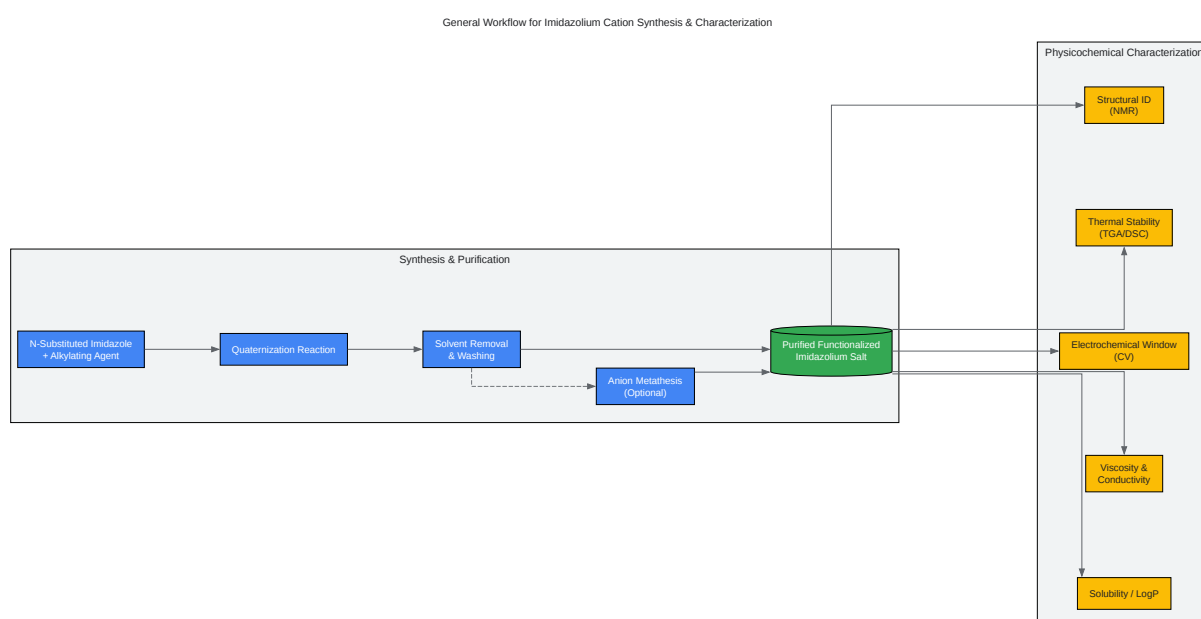 General Workflow for Imidazolium Cation Synthesis & Characterization
Physicochemical Characterization
Structural ID
(NMR)
Thermal Stability
(TGA/DSC)
Synthesis & Purification
N-Substituted Imidazole
+ Alkylating Agent
Quaternization Reaction
Solvent Removal
& Washing
Anion Metathesis
(Optional)
Purified Functionalized
Imidazolium Salt
Electrochemical Window
(CV)
Viscosity &
Conductivity
Solubility / LogP